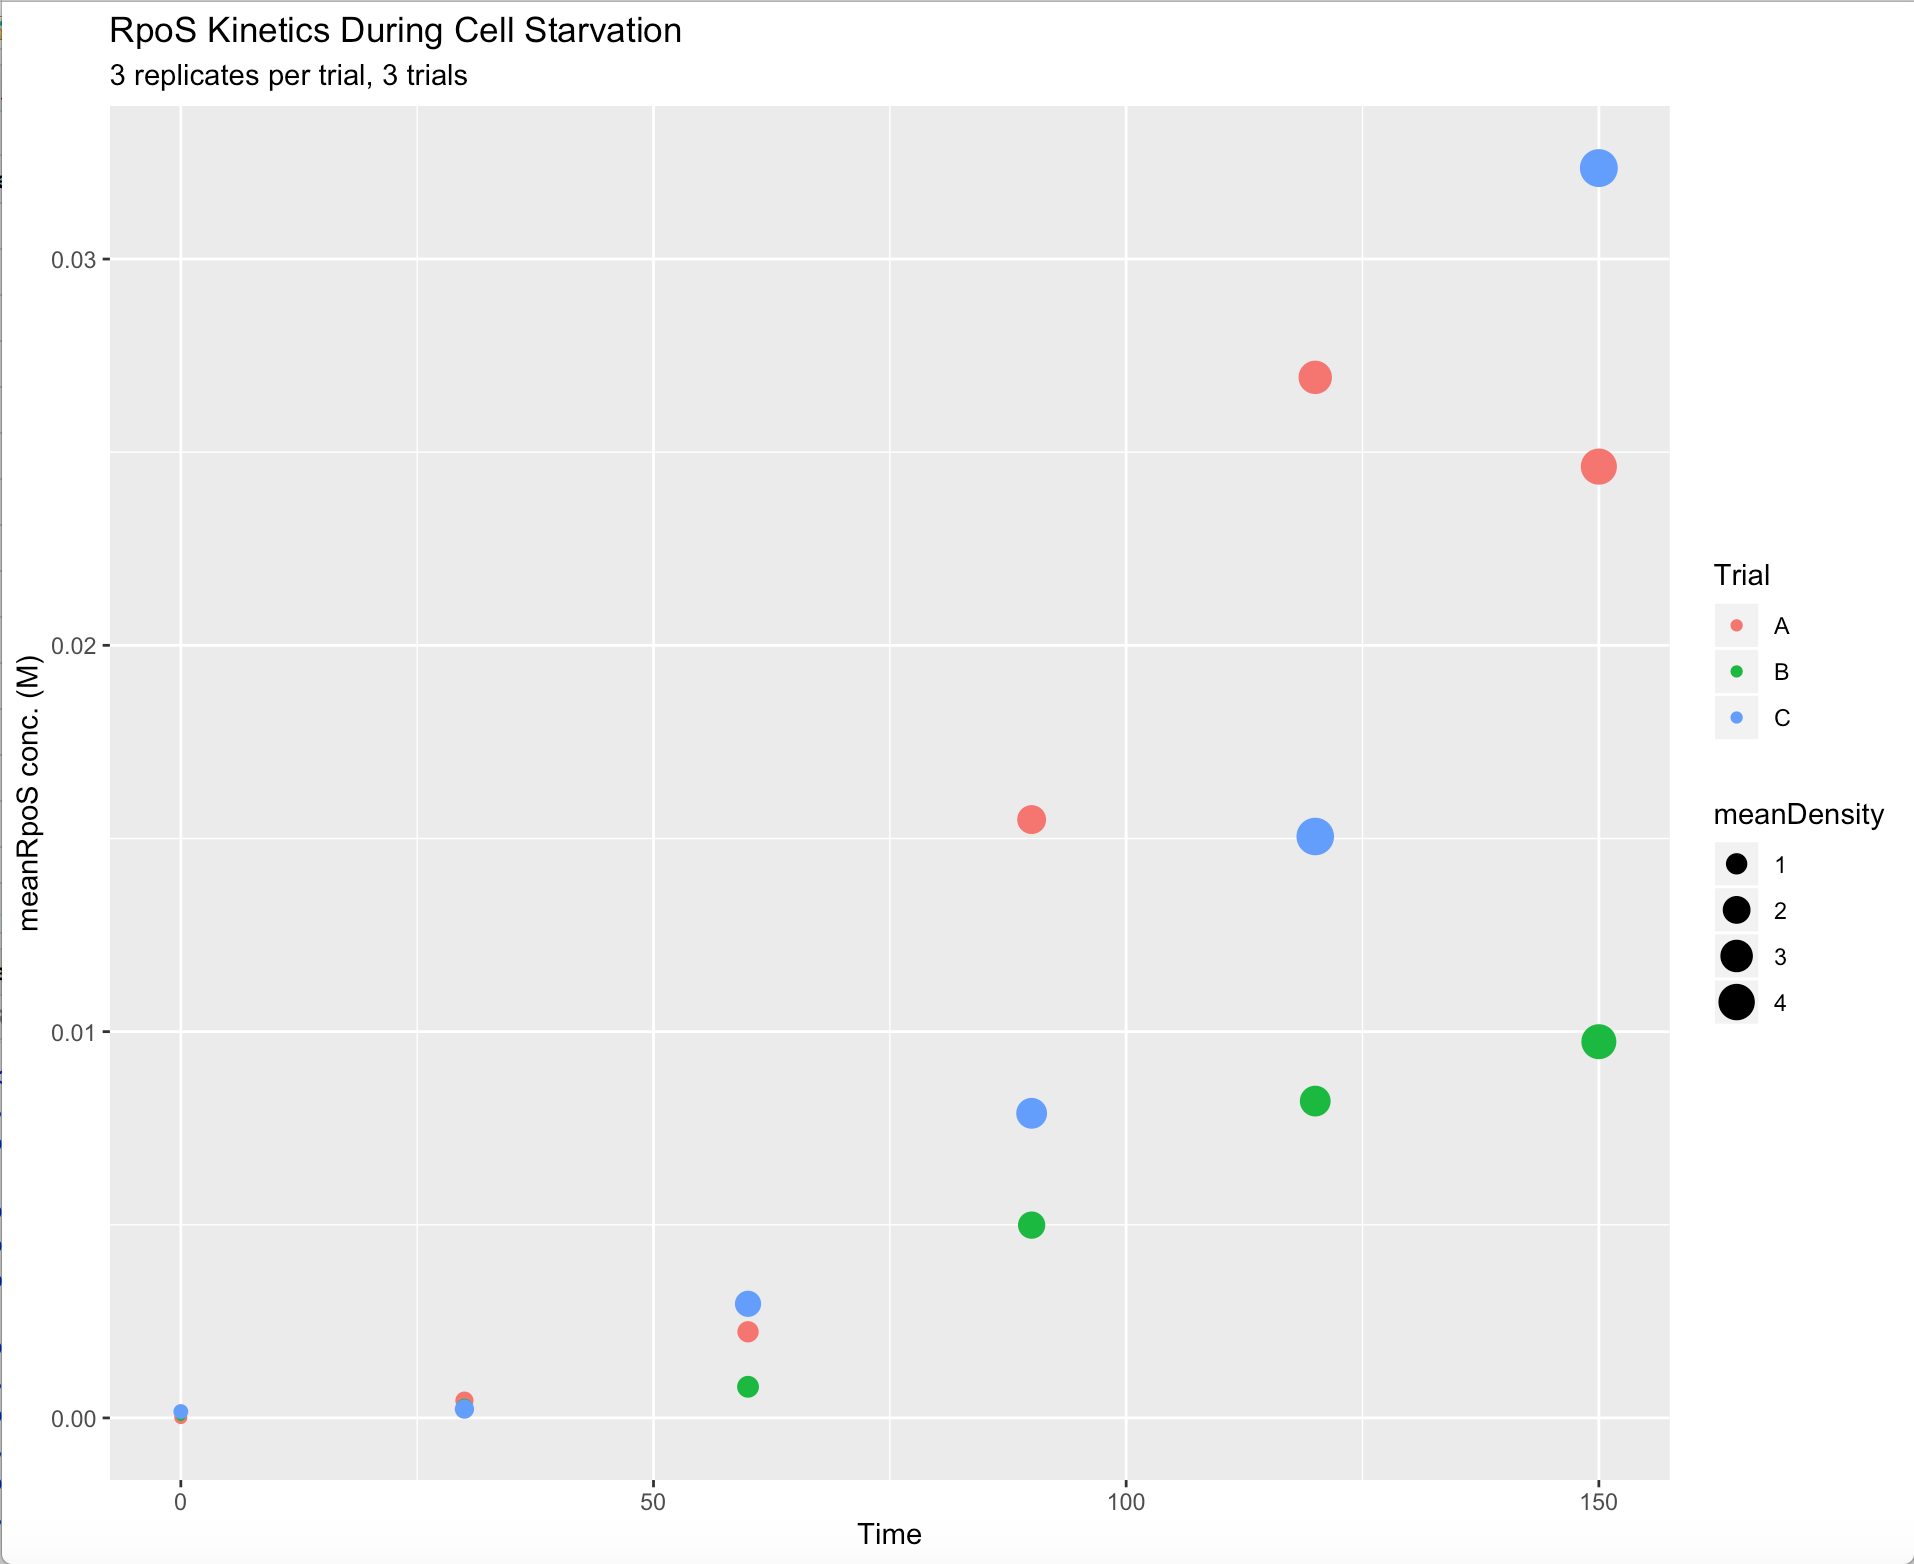 RpoS Kinetics During Cell Starvation
3 replicates per trial, 3 trials
meanRpoS conc. (M)
0.03
0.02
0.01
0.00
0 50 100 150
Time
Trial
A
B
C
meanDensity
1
2
3
4